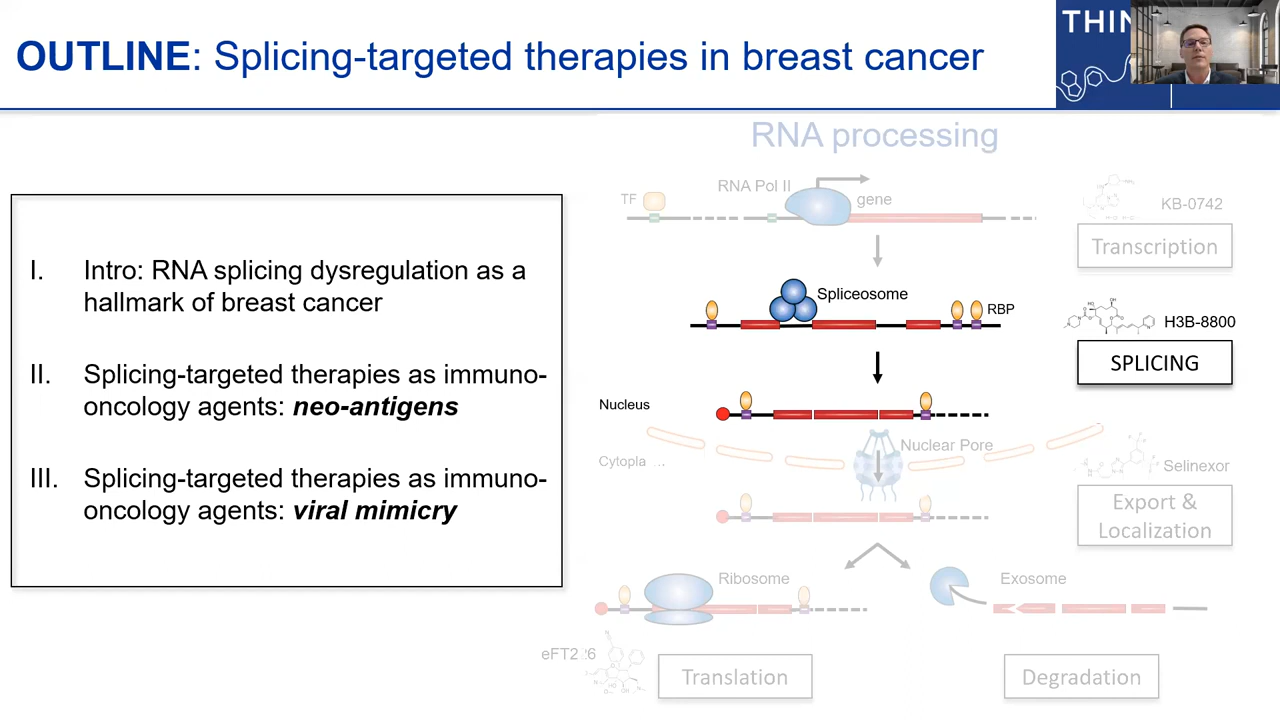 OUTLINE: Splicing-targeted therapies in breast cancer
THIN
RNA processing
I. Intro: RNA splicing dysregulation as a
hallmark of breast cancer
II. Splicing-targeted therapies as immuno-
oncology agents: neo-antigens
III. Splicing-targeted therapies as immuno-
oncology agents: viral mimicry
TF
RNA Pol II
gene
KB-0742
Transcription
Spliceosome
RBP
H3B-8800
SPLICING
Nucleus
Cytopla ...
Nuclear Pore
Selinexor
Export &
Localization
Ribosome
Exosome
Translation
Degradation